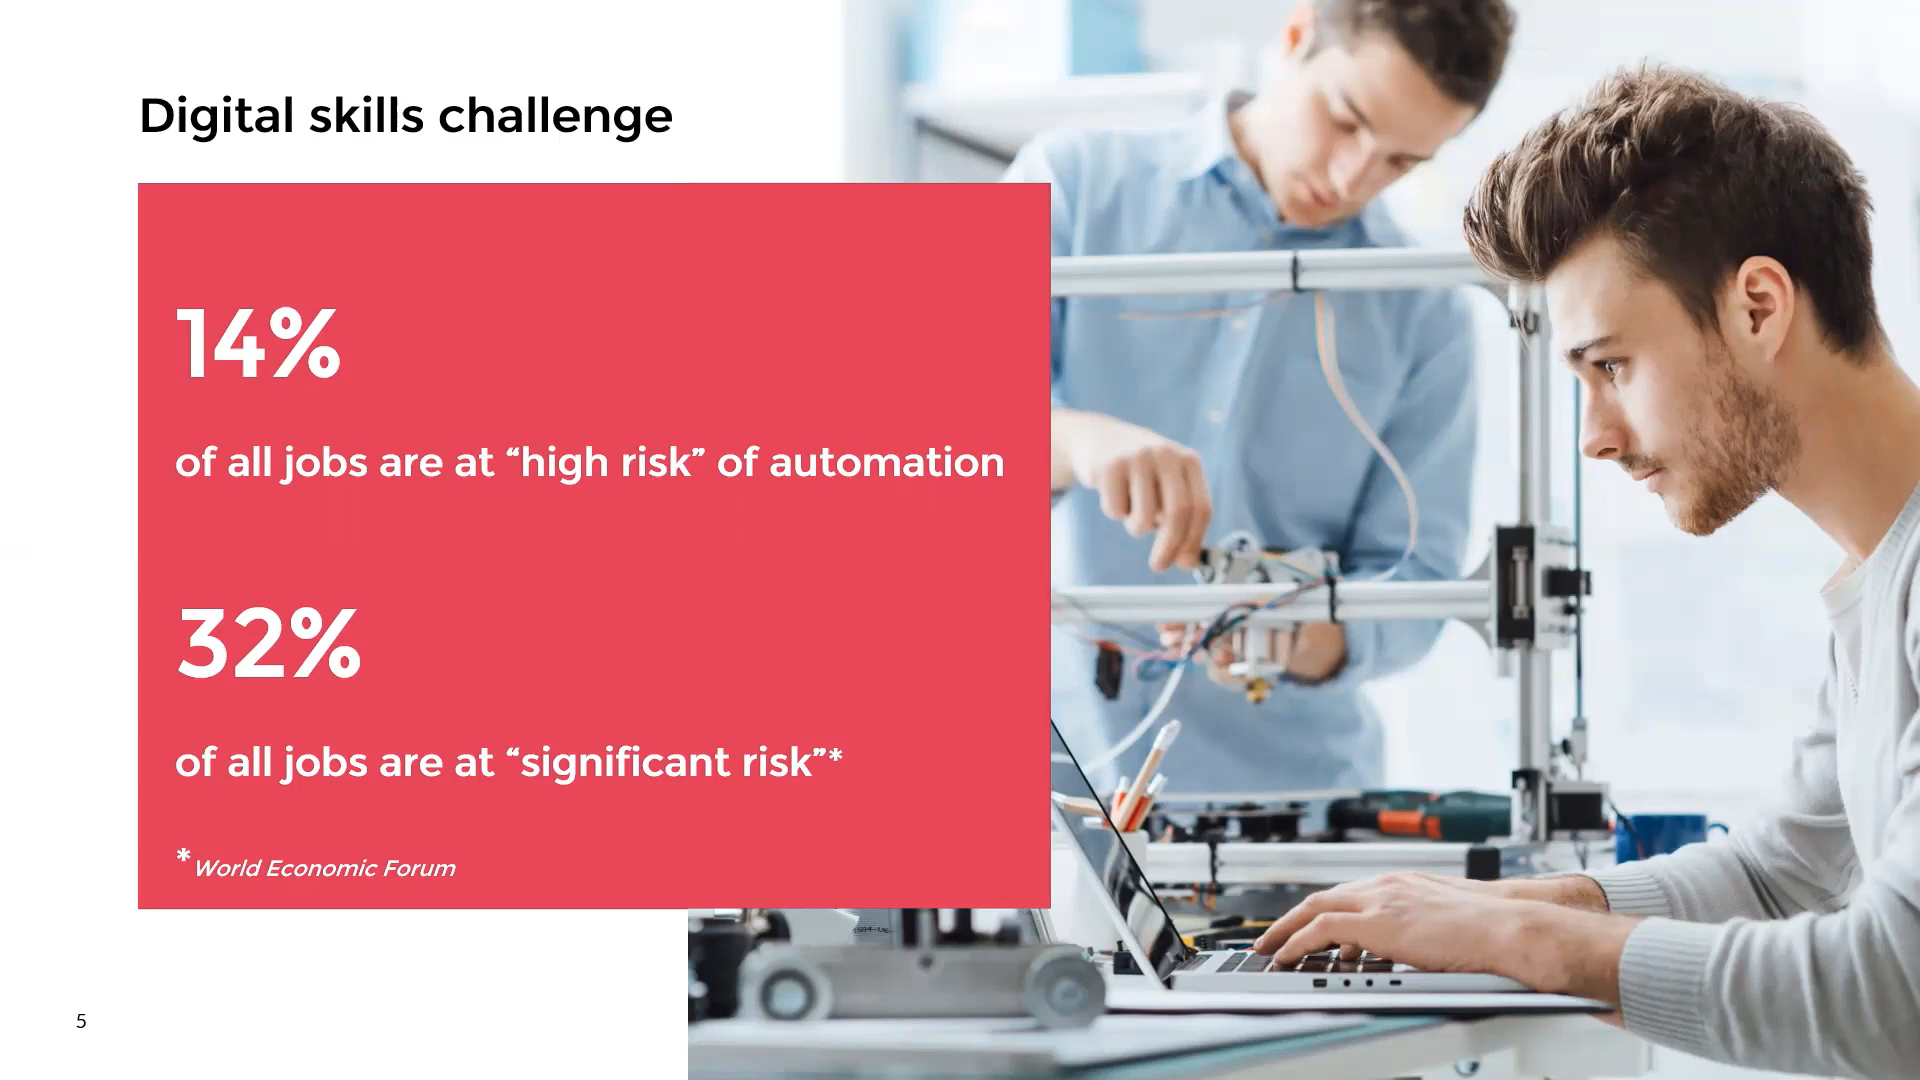 Digital skills challenge
14%
of all jobs are at “high risk” of automation
32%
of all jobs are at “significant risk”*
*World Economic Forum
5